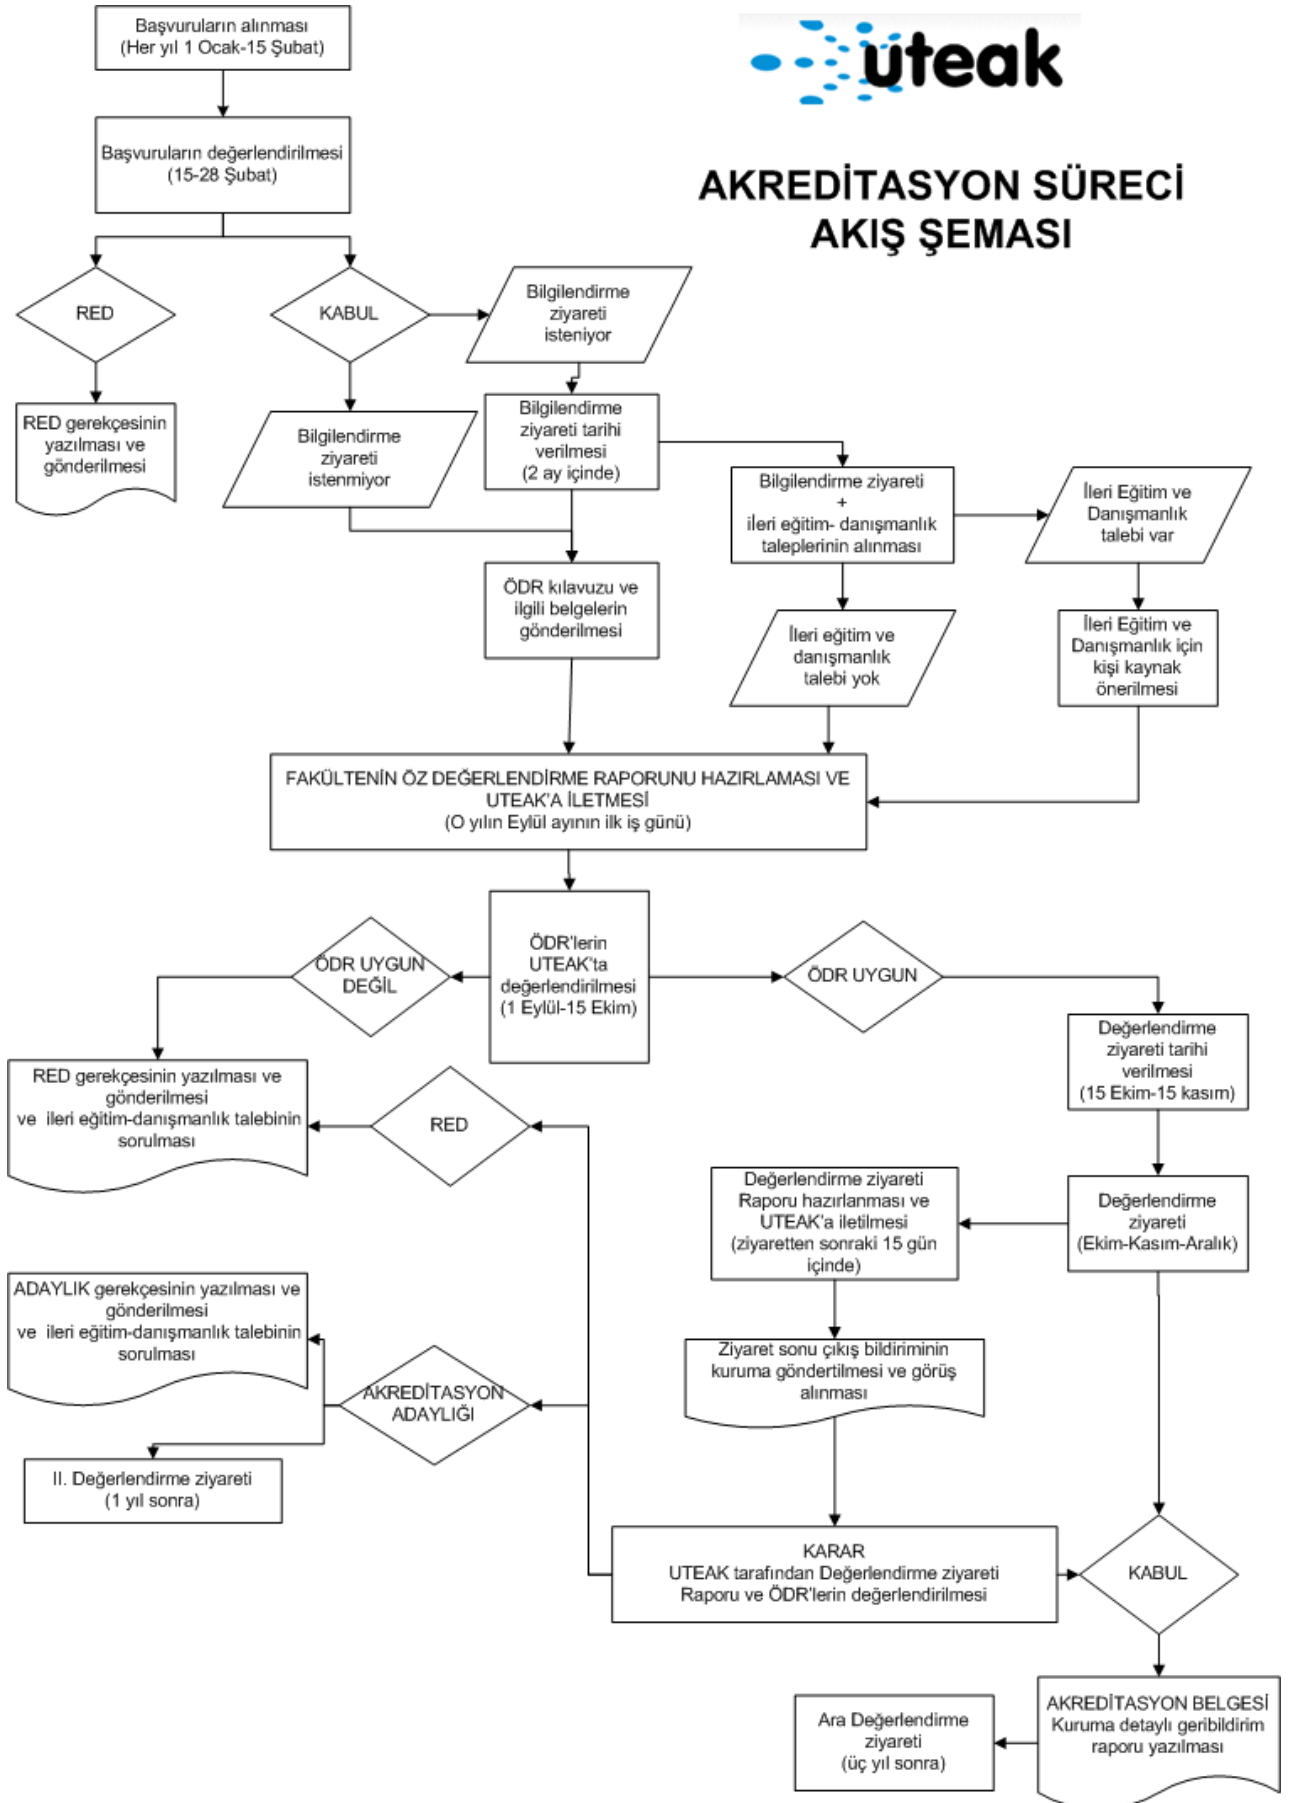 Başvuruların alınması
(Her yıl 1 Ocak-15 Şubat)
uteak
AKREDİTASYON SÜRECİ
AKIŞ ŞEMASI
Başvuruların değerlendirilmesi
(15-28 Şubat)
RED
KABUL
Bilgilendirme
ziyareti
isteniyor
RED gerekçesinin
yazılması ve
gönderilmesi
Bilgilendirme
ziyareti
istenmiyor
Bilgilendirme
ziyareti tarihi
verilmesi
(2 ay içinde)
Bilgilendirme ziyareti
+
ileri eğitim- danışmanlık
taleplerinin alınması
İleri Eğitim ve
Danışmanlık
talebi var
ÖDR kılavuzu ve
ilgili belgelerin
gönderilmesi
İleri eğitim ve
danışmanlık
talebi yok
İleri Eğitim ve
Danışmanlık için
kişi kaynak
önerilmesi
FAKÜLTENİN ÖZ DEĞERLENDİRME RAPORUNU HAZIRLAMASI VE
UTEAK'A İLETMESİ
(O yılın Eylül ayının ilk iş günü)
ÖDR UYGUN
DEĞİL
ÖDR'lerin
UTEAK'ta
değerlendirilmesi
(1 Eylül-15 Ekim)
ÖDR UYGUN
Değerlendirme
ziyareti tarihi
verilmesi
(15 Ekim-15 kasım)
RED gerekçesinin yazılması ve
gönderilmesi
ve ileri eğitim-danışmanlık talebinin
sorulması
RED
Değerlendirme ziyareti
Raporu hazırlanması ve
UTEAK'a iletilmesi
(ziyaretten sonraki 15 gün
içinde)
Değerlendirme
ziyareti
(Ekim-Kasım-Aralık)
ADAYLIK gerekçesinin yazılması ve
gönderilmesi
ve ileri eğitim-danışmanlık talebinin
sorulması
Ziyaret sonu çıkış bildiriminin
kuruma göndertilmesi ve görüş
alınması
AKREDİTASYON
ADAYLIĞI
II. Değerlendirme ziyareti
(1 yıl sonra)
KARAR
UTEAK tarafından Değerlendirme ziyareti
Raporu ve ÖDR'lerin değerlendirilmesi
KABUL
Ara Değerlendirme
ziyareti
(üç yıl sonra)
AKREDİTASYON BELGESİ
Kuruma detaylı geribildirim
raporu yazılması